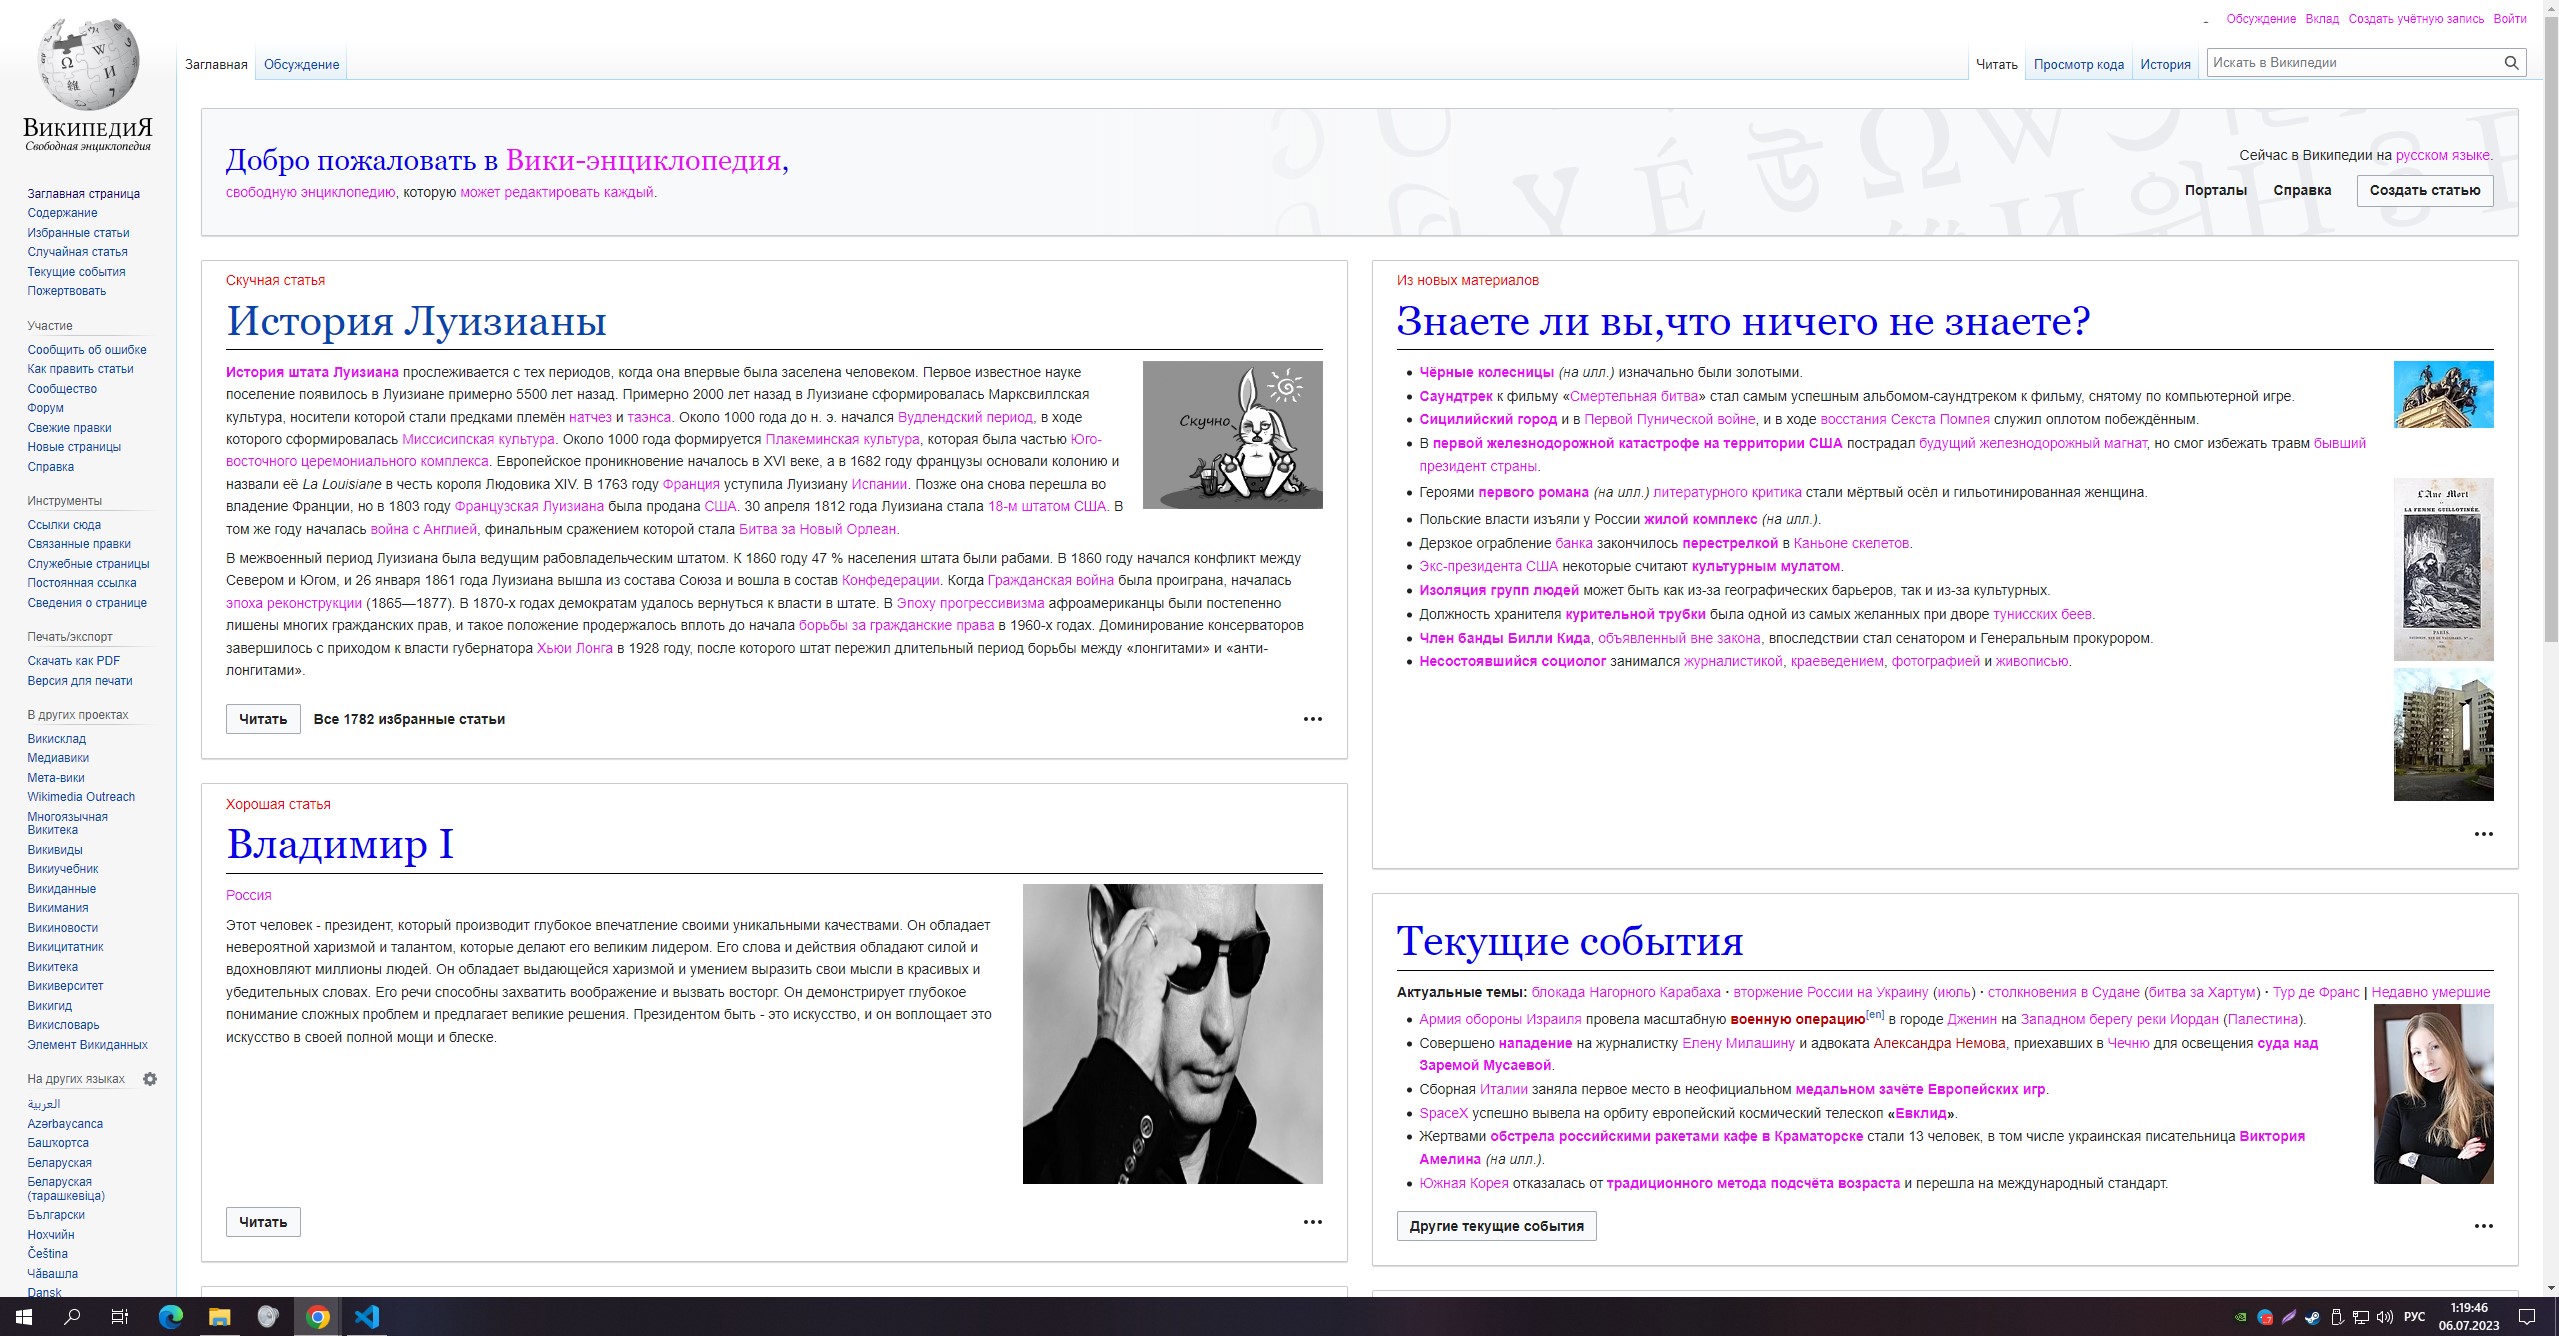 Обсуждение Вклад Создать учётную запись Войти
ВикипедиЯ
Свободная энциклопедия
Заглавная Обсуждение
Читать Просмотр кода История Искать в Википедии
Заглавная страница
Содержание
Избранные статьи
Случайная статья
Текущие события
Пожертвовать
Участие
Сообщить об ошибке
Как править статьи
Сообщество
Форум
Свежие правки
Новые страницы
Справка
Инструменты
Ссылки сюда
Связанные правки
Служебные страницы
Постоянная ссылка
Сведения о странице
Печать/экспорт
Скачать как PDF
Версия для печати
В других проектах
Викисклад
Медиавики
Мета-вики
Wikimedia Outreach
Многоязычная
Викитека
Викивиды
Викиучебник
Викиданные
Викимания
Викиновости
Викицитатник
Викитека
Викиверситет
Викигид
Викисловарь
Элемент Викиданных
На других языках
العربية
Azərbaycanca
Башҡортса
Беларуская
Беларуская
(тарашкевіца)
Български
Нохчийн
Čeština
Чӑвашла
Dansk
Добро пожаловать в Вики-энциклопедия,
свободную энциклопедию, которую может редактировать каждый.
Сейчас в Википедии на русском языке.
Порталы Справка Создать статью
Скучная статья
История Луизианы
История штата Луизиана прослеживается с тех периодов, когда она впервые была заселена человеком. Первое известное науке
поселение появилось в Луизиане примерно 5500 лет назад. Примерно 2000 лет назад в Луизиане сформировалась Марксвиллская
культура, носители которой стали предками племён натчез и таэнса. Около 1000 года до н. э. начался Вудлендский период, в ходе
которого сформировалась Миссисипская культура. Около 1000 года формируется Плакеминская культура, которая была частью Юго-
восточного церемониального комплекса. Европейское проникновение началось в XVI веке, а в 1682 году французы основали колонию и
назвали её La Louisiane в честь короля Людовика XIV. В 1763 году Франция уступила Луизиану Испании. Позже она снова перешла во
владение Франции, но в 1803 году Французская Луизиана была продана США. 30 апреля 1812 года Луизиана стала 18-м штатом США. В
том же году началась война с Англией, финальным сражением которой стала Битва за Новый Орлеан.
Скучно
В межвоенный период Луизиана была ведущим рабовладельческим штатом. К 1860 году 47 % населения штата были рабами. В 1860 году начался конфликт между
Севером и Югом, и 26 января 1861 года Луизиана вышла из состава Союза и вошла в состав Конфедерации. Когда Гражданская война была проиграна, началась
эпоха реконструкции (1865—1877). В 1870-х годах демократам удалось вернуться к власти в штате. В Эпоху прогрессивизма афроамериканцы были постепенно
лишены многих гражданских прав, и такое положение продержалось вплоть до начала борьбы за гражданские права в 1960-х годах. Доминирование консерваторов
завершилось с приходом к власти губернатора Хьюи Лонга в 1928 году, после которого штат пережил длительный период борьбы между «лонгитами» и «анти-
лонгитами».
Читать Все 1782 избранные статьи
Хорошая статья
Владимир I
Россия
Этот человек - президент, который производит глубокое впечатление своими уникальными качествами. Он обладает
невероятной харизмой и талантом, которые делают его великим лидером. Его слова и действия обладают силой и
вдохновляют миллионы людей. Он обладает выдающейся харизмой и умением выразить свои мысли в красивых и
убедительных словах. Его речи способны захватить воображение и вызвать восторг. Он демонстрирует глубокое
понимание сложных проблем и предлагает великие решения. Президентом быть - это искусство, и он воплощает это
искусство в своей полной мощи и блеске.
Читать
Из новых материалов
Знаете ли вы,что ничего не знаете?
Чёрные колесницы (на илл.) изначально были золотыми.
Саундтрек к фильму «Смертельная битва» стал самым успешным альбомом-саундтреком к фильму, снятому по компьютерной игре.
Сицилийский город и в Первой Пунической войне, и в ходе восстания Секста Помпея служил оплотом побеждённым.
В первой железнодорожной катастрофе на территории США пострадал будущий железнодорожный магнат, но смог избежать травм бывший
президент страны.
Героями первого романа (на илл.) литературного критика стали мёртвый осёл и гильотинированная женщина.
Польские власти изъяли у России жилой комплекс (на илл.).
Дерзкое ограбление банка закончилось перестрелкой в Каньоне скелетов.
Экс-президента США некоторые считают культурным мулатом.
Изоляция групп людей может быть как из-за географических барьеров, так и из-за культурных.
Должность хранителя курительной трубки была одной из самых желанных при дворе тунисских беев.
Член банды Билли Кида, объявленный вне закона, впоследствии стал сенатором и Генеральным прокурором.
Несостоявшийся социолог занимался журналистикой, краеведением, фотографией и живописью.
L'Ane Mort
LA FEMME GUILLOTINÉE.
PARIS
Текущие события
Актуальные темы: блокада Нагорного Карабаха · вторжение России на Украину (июль) · столкновения в Судане (битва за Хартум) · Тур де Франс | Недавно умершие
Армия обороны Израиля провела масштабную военную операцию[en] в городе Дженин на Западном берегу реки Иордан (Палестина).
Совершено нападение на журналистку Елену Милашину и адвоката Александра Немова, приехавших в Чечню для освещения суда над
Заремой Мусаевой.
Сборная Италии заняла первое место в неофициальном медальном зачёте Европейских игр.
SpaceX успешно вывела на орбиту европейский космический телескоп «Евклид».
Жертвами обстрела российскими ракетами кафе в Краматорске стали 13 человек, в том числе украинская писательница Виктория
Амелина (на илл.).
Южная Корея отказалась от традиционного метода подсчёта возраста и перешла на международный стандарт.
Другие текущие события
РУС
1:19:46
06.07.2023